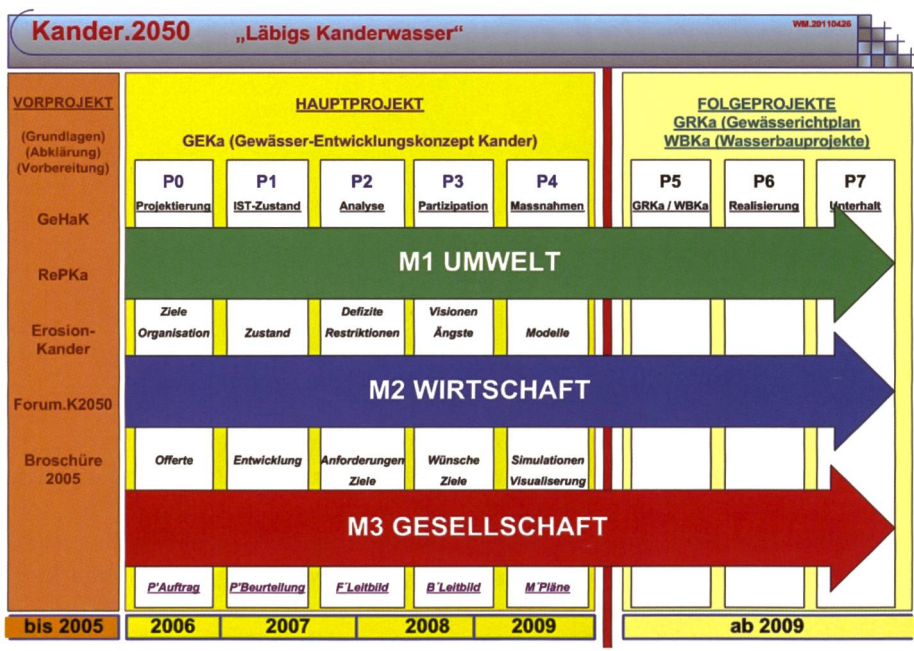 Kander.2050 „Läbigs Kanderwasser“ WM.20110426
VORPROJEKT
(Grundlagen)
(Abklärung)
(Vorbereitung)
GeHaK
RePKa
Erosion-
Kander
Forum.K2050
Broschüre
2005
HAUPTPROJEKT
GEKa (Gewässer-Entwicklungskonzept Kander)
P0 P1 P2 P3 P4
Projektierung IST-Zustand Analyse Partizipation Massnahmen
FOLGEPROJEKTE
GRKa (Gewässerichtplan
WBKa (Wasserbauprojekte)
P5 P6 P7
GRKa / WBKa Realisierung Unterhalt
M1 UMWELT
Ziele Defizite Visionen
Organisation Zustand Restriktionen Ängste Modelle
M2 WIRTSCHAFT
Offerte Entwicklung Anforderungen Wünsche Simulationen
Ziele Ziele Visualiserung
M3 GESELLSCHAFT
P'Auftrag P'Beurteilung F´Leitbild B´Leitbild M´Pläne
bis 2005 2006 2007 2008 2009 ab 2009